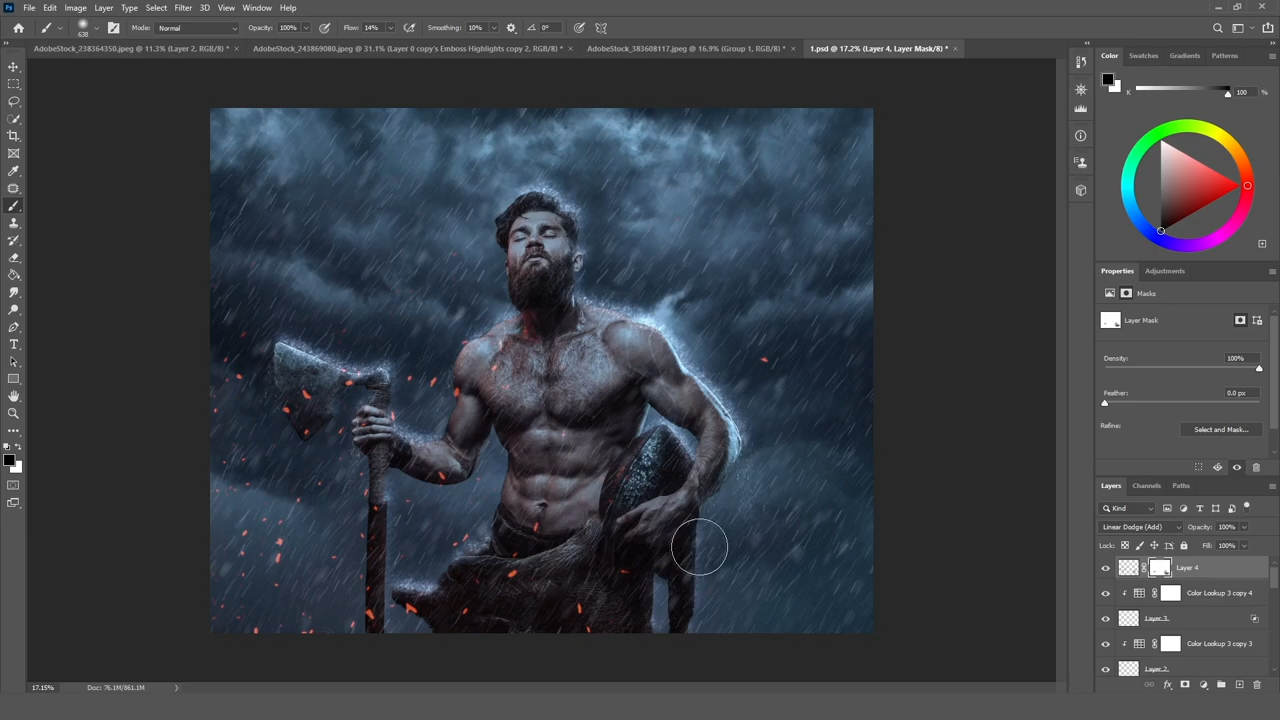 Ps File Edit Image Layer Type Select Filter 3D View Window Help
638 Mode: Normal Opacity: 100% Flow: 14% Smoothing: 10% 0°
AdobeStock_238364350.jpeg @ 11.3% (Layer 2, RGB/8) * × AdobeStock_243869080.jpeg @ 31.1% (Layer 0 copy's Emboss Highlights copy 2, RGB/8) * × AdobeStock_383608117.jpeg @ 16.9% (Group 1, RGB/8) * × 1.psd @ 17.2% (Layer 4, Layer Mask/8) * ×
Color Swatches Gradients Patterns
K 100 %
Properties Adjustments
Masks
Layer Mask
Density: 100%
Feather: 0.0 px
Refine: Select and Mask...
Layers Channels Paths
Kind
Linear Dodge (Add) Opacity: 100%
Lock: Fill: 100%
Layer 4
Color Lookup 3 copy 4
Layer 3
Color Lookup 3 copy 3
Layer 2
17.15% Doc: 76.1M/861.1M